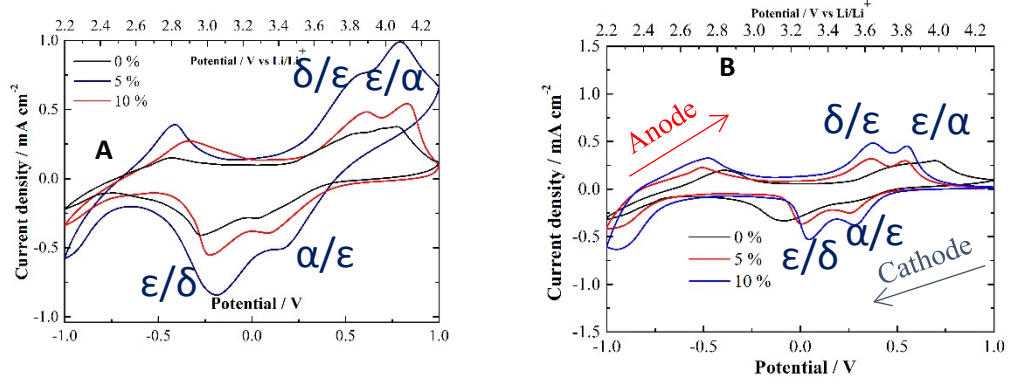 2.2 2.4 2.6 2.8 3.0 3.2 3.4 3.6 3.8 4.0 4.2
1.0
0.5
0.0
-0.5
-1.0
Current density / mA cm⁻²
0 %
5 %
10 %
Potential / V vs Li/Li⁺
A
δ/ε
ε/α
ε/δ
α/ε
Potential / V
-1.0 -0.5 0.0 0.5 1.0
Potential / V vs Li/Li⁺
2.2 2.4 2.6 2.8 3.0 3.2 3.4 3.6 3.8 4.0 4.2
1.5
1.0
0.5
0.0
-0.5
-1.0
-1.5
Current density / mA cm⁻²
B
Anode
δ/ε
ε/α
ε/δ
α/ε
0 %
5 %
10 %
Cathode
-1.0 -0.5 0.0 0.5 1.0
Potential / V